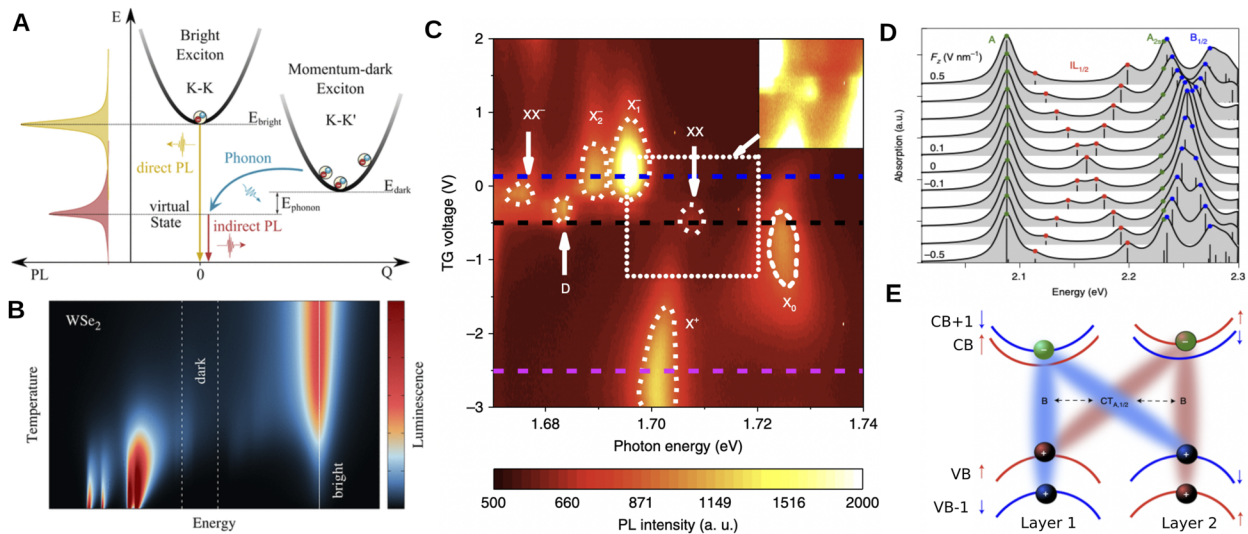 A
E
Bright
Exciton
K-K
Momentum-dark
Exciton
K-K'
E_bright
direct PL
Phonon
E_dark
E_phonon
virtual
State
indirect PL
PL
0
Q
B
WSe₂
dark
bright
Temperature
Energy
Luminescence
C
2
1
0
−1
−2
−3
TG voltage (V)
XX⁻
X₂⁻
X₁⁻
XX
D
X₀
X⁺
1.68
1.70
1.72
1.74
Photon energy (eV)
500
660
871
1149
1516
2000
PL intensity (a. u.)
D
A
IL₁/₂
B₁/₂
F_z (V nm⁻¹)
0.5
0.1
0
−0.1
−0.5
Absorption (a.u.)
2.1
2.2
2.3
Energy (eV)
E
CB+1 ↓
CB ↑
↑
↓
B
CT_A,1/2
B
VB ↑
↓
VB-1 ↓
↑
Layer 1
Layer 2